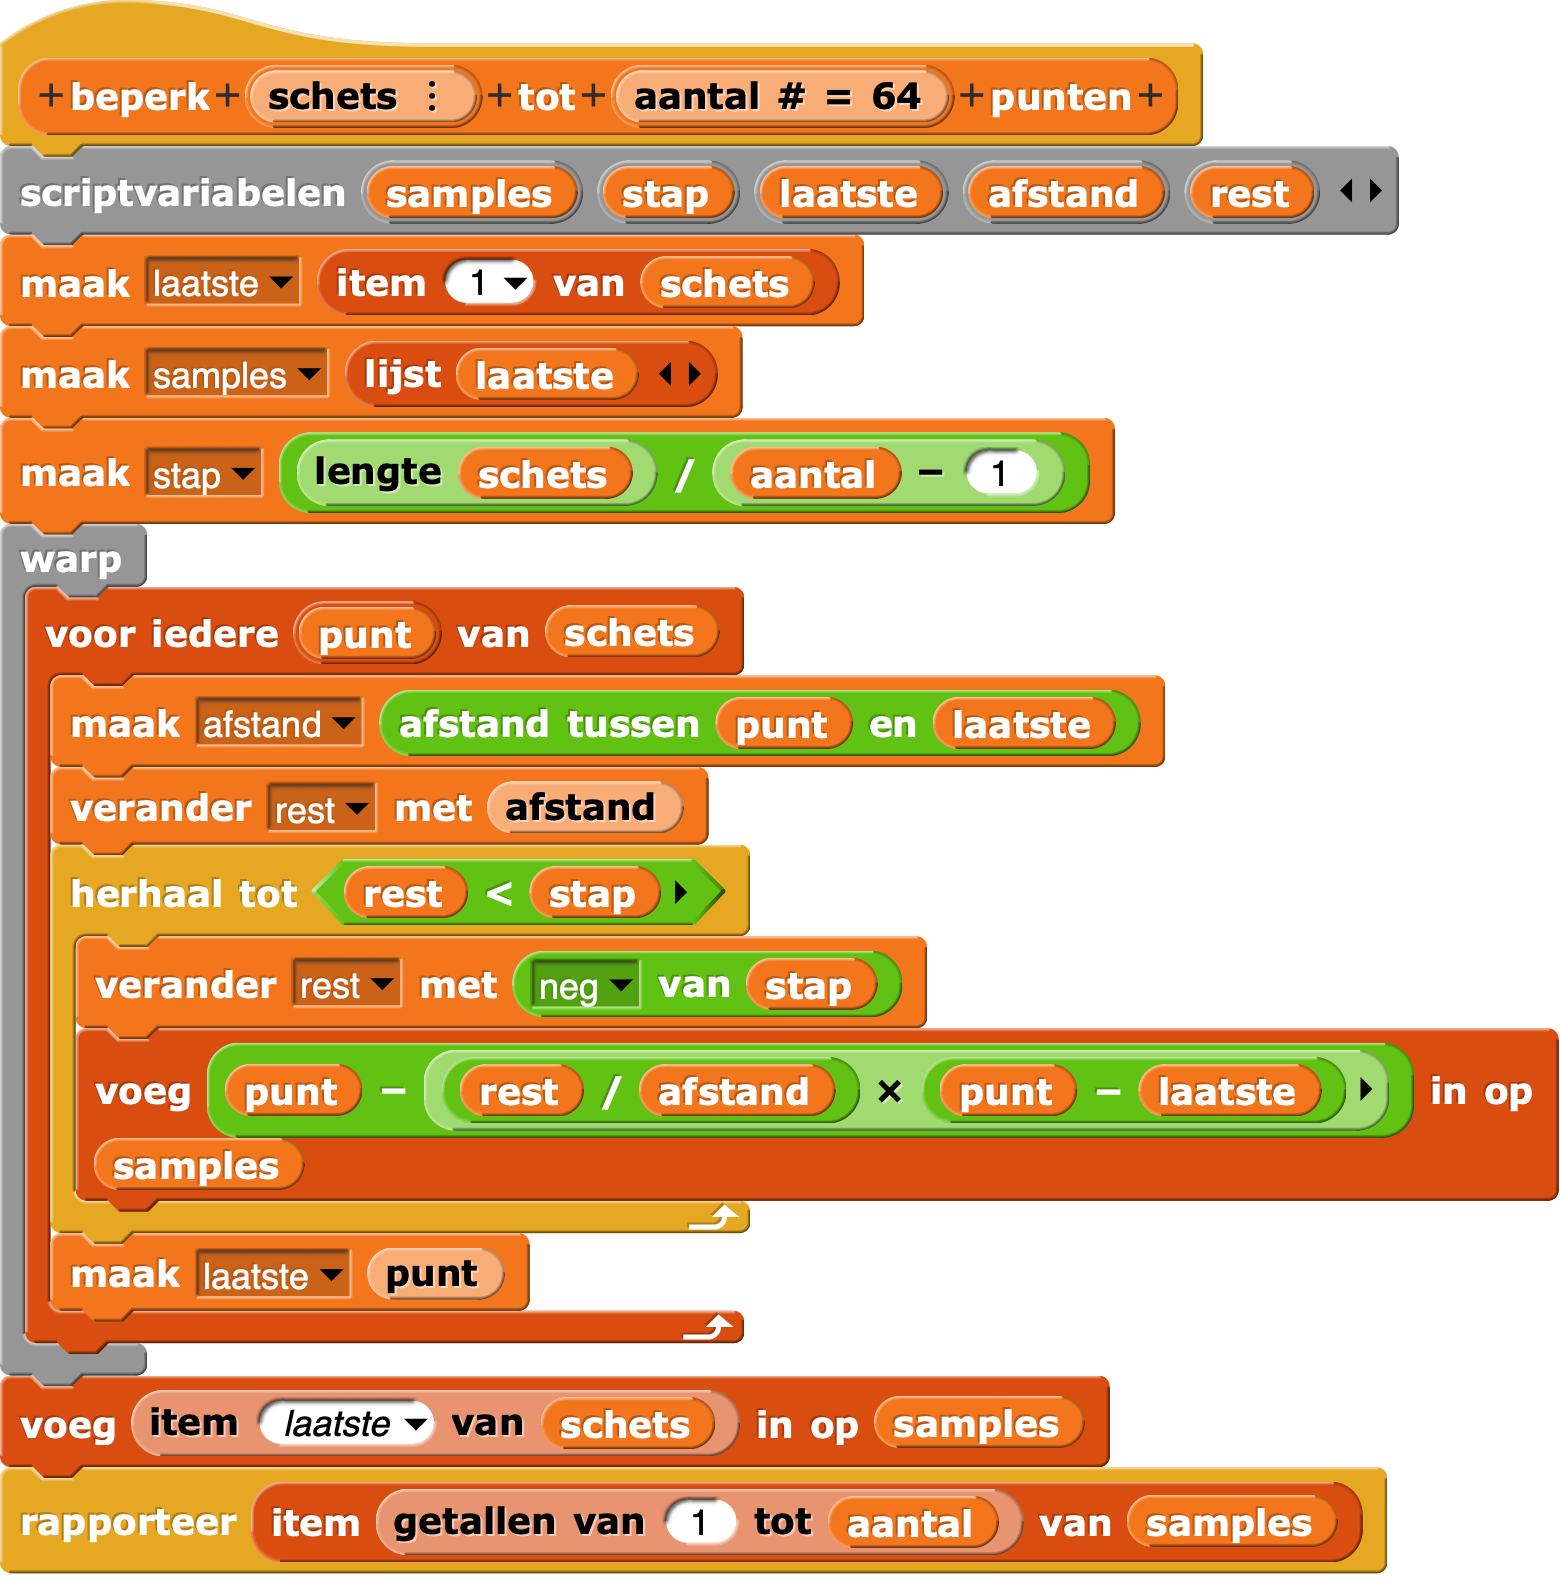 + beperk + schets ⋮ + tot + aantal # = 64 + punten +
scriptvariabelen samples stap laatste afstand rest
maak laatste item 1 van schets
maak samples lijst laatste
maak stap lengte schets / aantal - 1
warp
voor iedere punt van schets
maak afstand afstand tussen punt en laatste
verander rest met afstand
herhaal tot rest < stap
verander rest met neg van stap
voeg punt - rest / afstand × punt - laatste in op
samples
maak laatste punt
voeg item laatste van schets in op samples
rapporteer item getallen van 1 tot aantal van samples